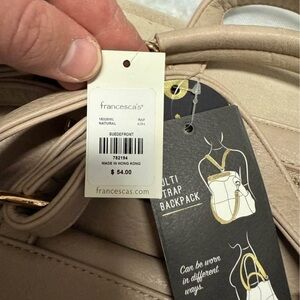 francesca's®
NATURAL
SUEDEFRONT
782194
MADE IN HONG KONG
$ 54.00
francescas.com
MULTI
STRAP
BACKPACK
Can be worn
in different
ways.